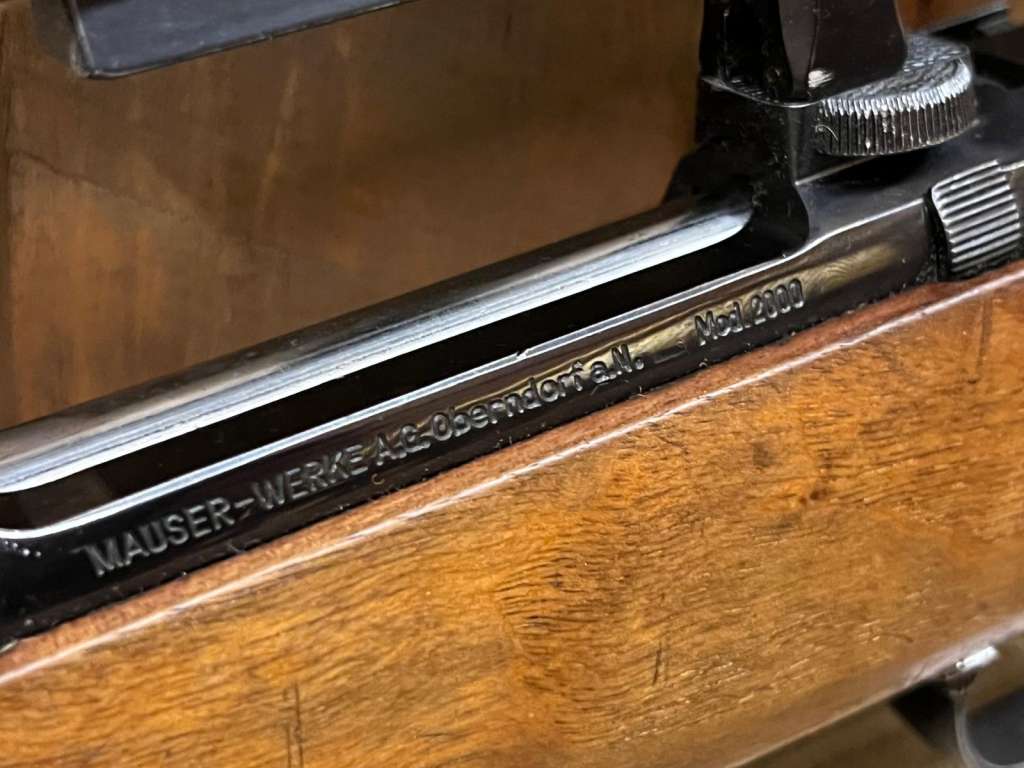 MAUSER-WERKE A.G. Oberndorf a.N. Mod. 2000